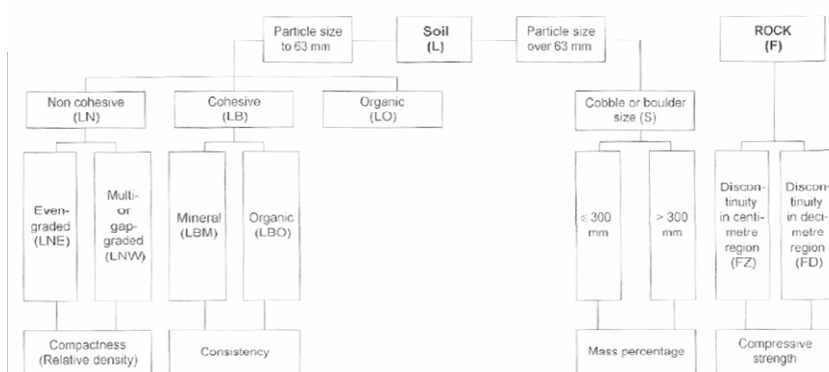 Particle size
to 63 mm
Soil
(L)
Particle size
over 63 mm
ROCK
(F)
Non cohesive
(LN)
Cohesive
(LB)
Organic
(LO)
Cobble or boulder
size (S)
Even-
graded
(LNE)
Multi-
or
gap-
graded
(LNW)
Mineral
(LBM)
Organic
(LBO)
≤ 300
mm
> 300
mm
Discon-
tinuity
in centi-
metre
region
(FZ)
Discon-
tinuity
in deci-
metre
region
(FD)
Compactness
(Relative density)
Consistency
Mass percentage
Compressive
strength